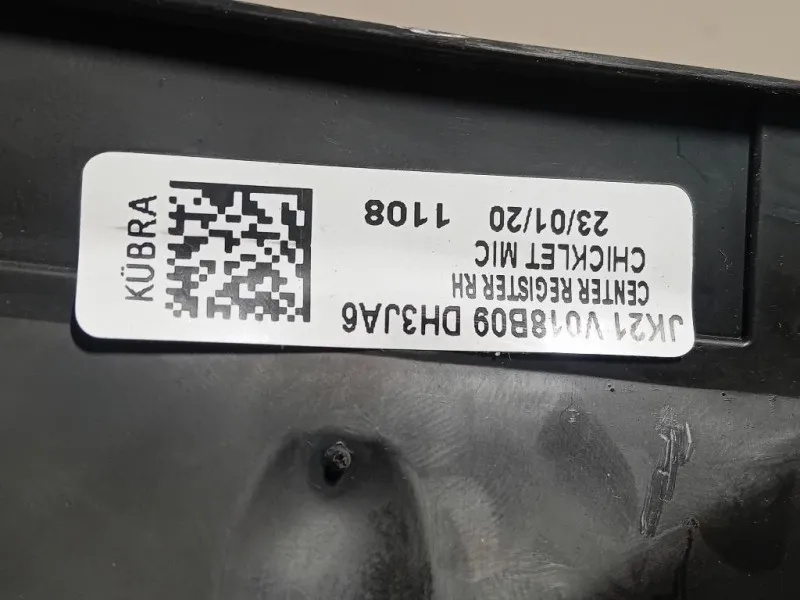 JK21 V018B09 DH3JA6
CENTER REGISTER RH
CHICKLET MIC
23/01/20 1108
KÜBRA